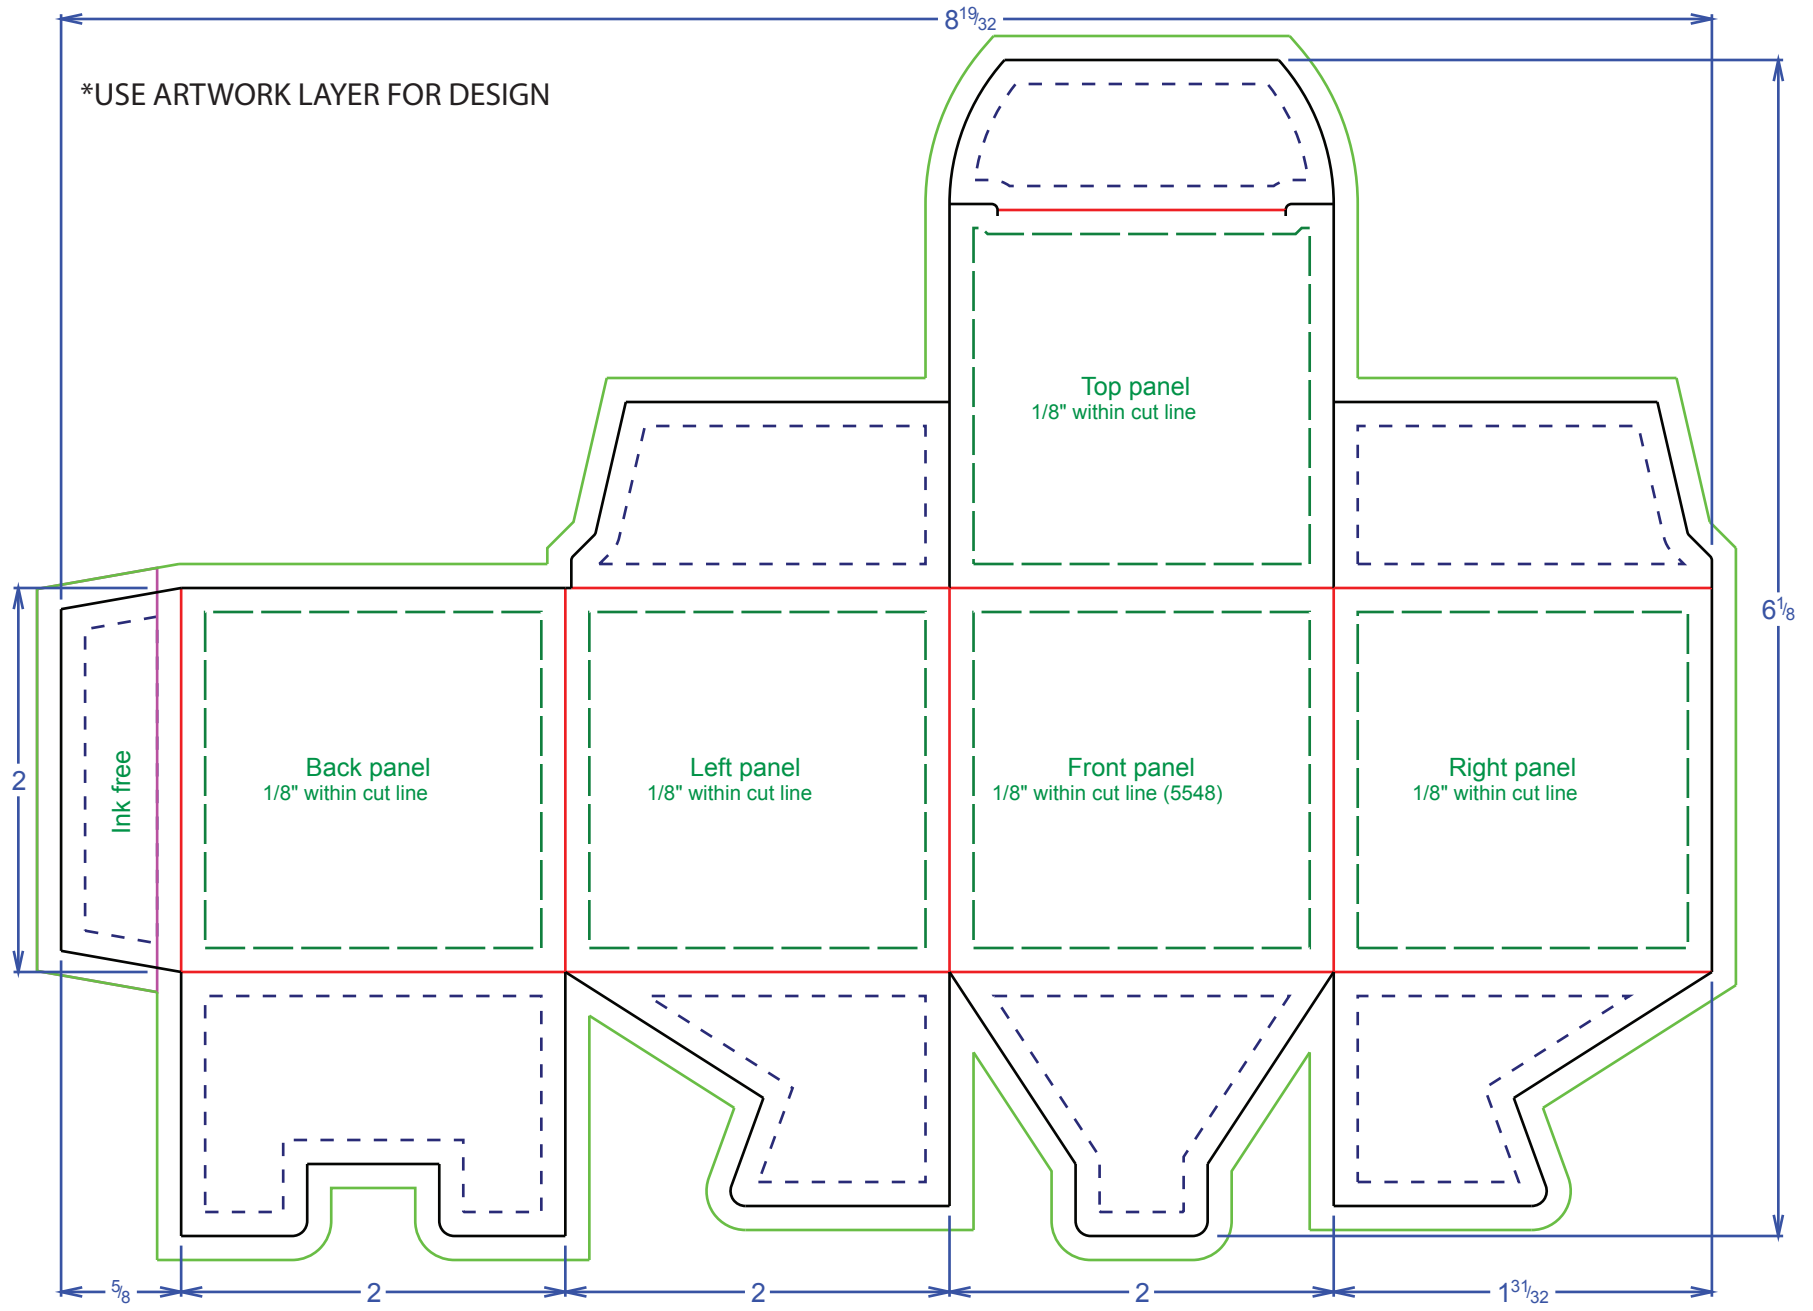 8 19/32
*USE ARTWORK LAYER FOR DESIGN
Top panel
1/8" within cut line
6 1/8
2
Ink free
Back panel
1/8" within cut line
Left panel
1/8" within cut line
Front panel
1/8" within cut line (5548)
Right panel
1/8" within cut line
5/8
2
2
2
1 31/32